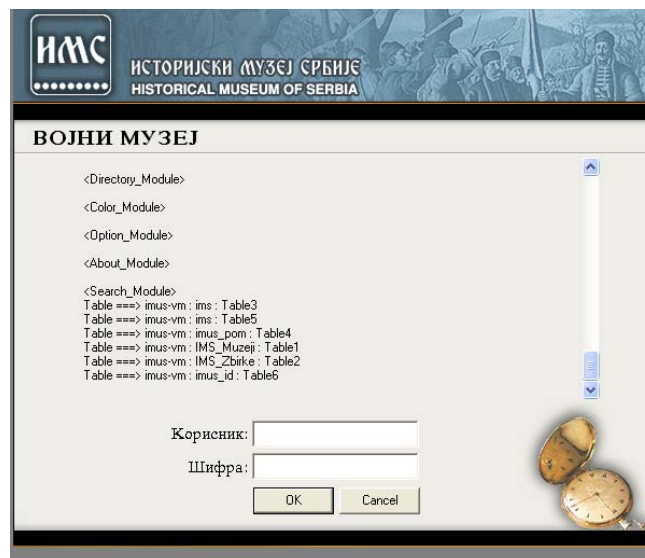 ИМС
ИСТОРИЈСКИ МУЗЕЈ СРБИЈЕ
HISTORICAL MUSEUM OF SERBIA
ВОЈНИ МУЗЕЈ
<Directory_Module>
<Color_Module>
<Option_Module>
<About_Module>
<Search_Module>
Table ===> imus-vm : ims : Table3
Table ===> imus-vm : ims : Table5
Table ===> imus-vm : imus_pom : Table4
Table ===> imus-vm : IMS_Muzeji : Table1
Table ===> imus-vm : IMS_Zbirke : Table2
Table ===> imus-vm : imus_id : Table6
Корисник:
Шифра:
OK Cancel